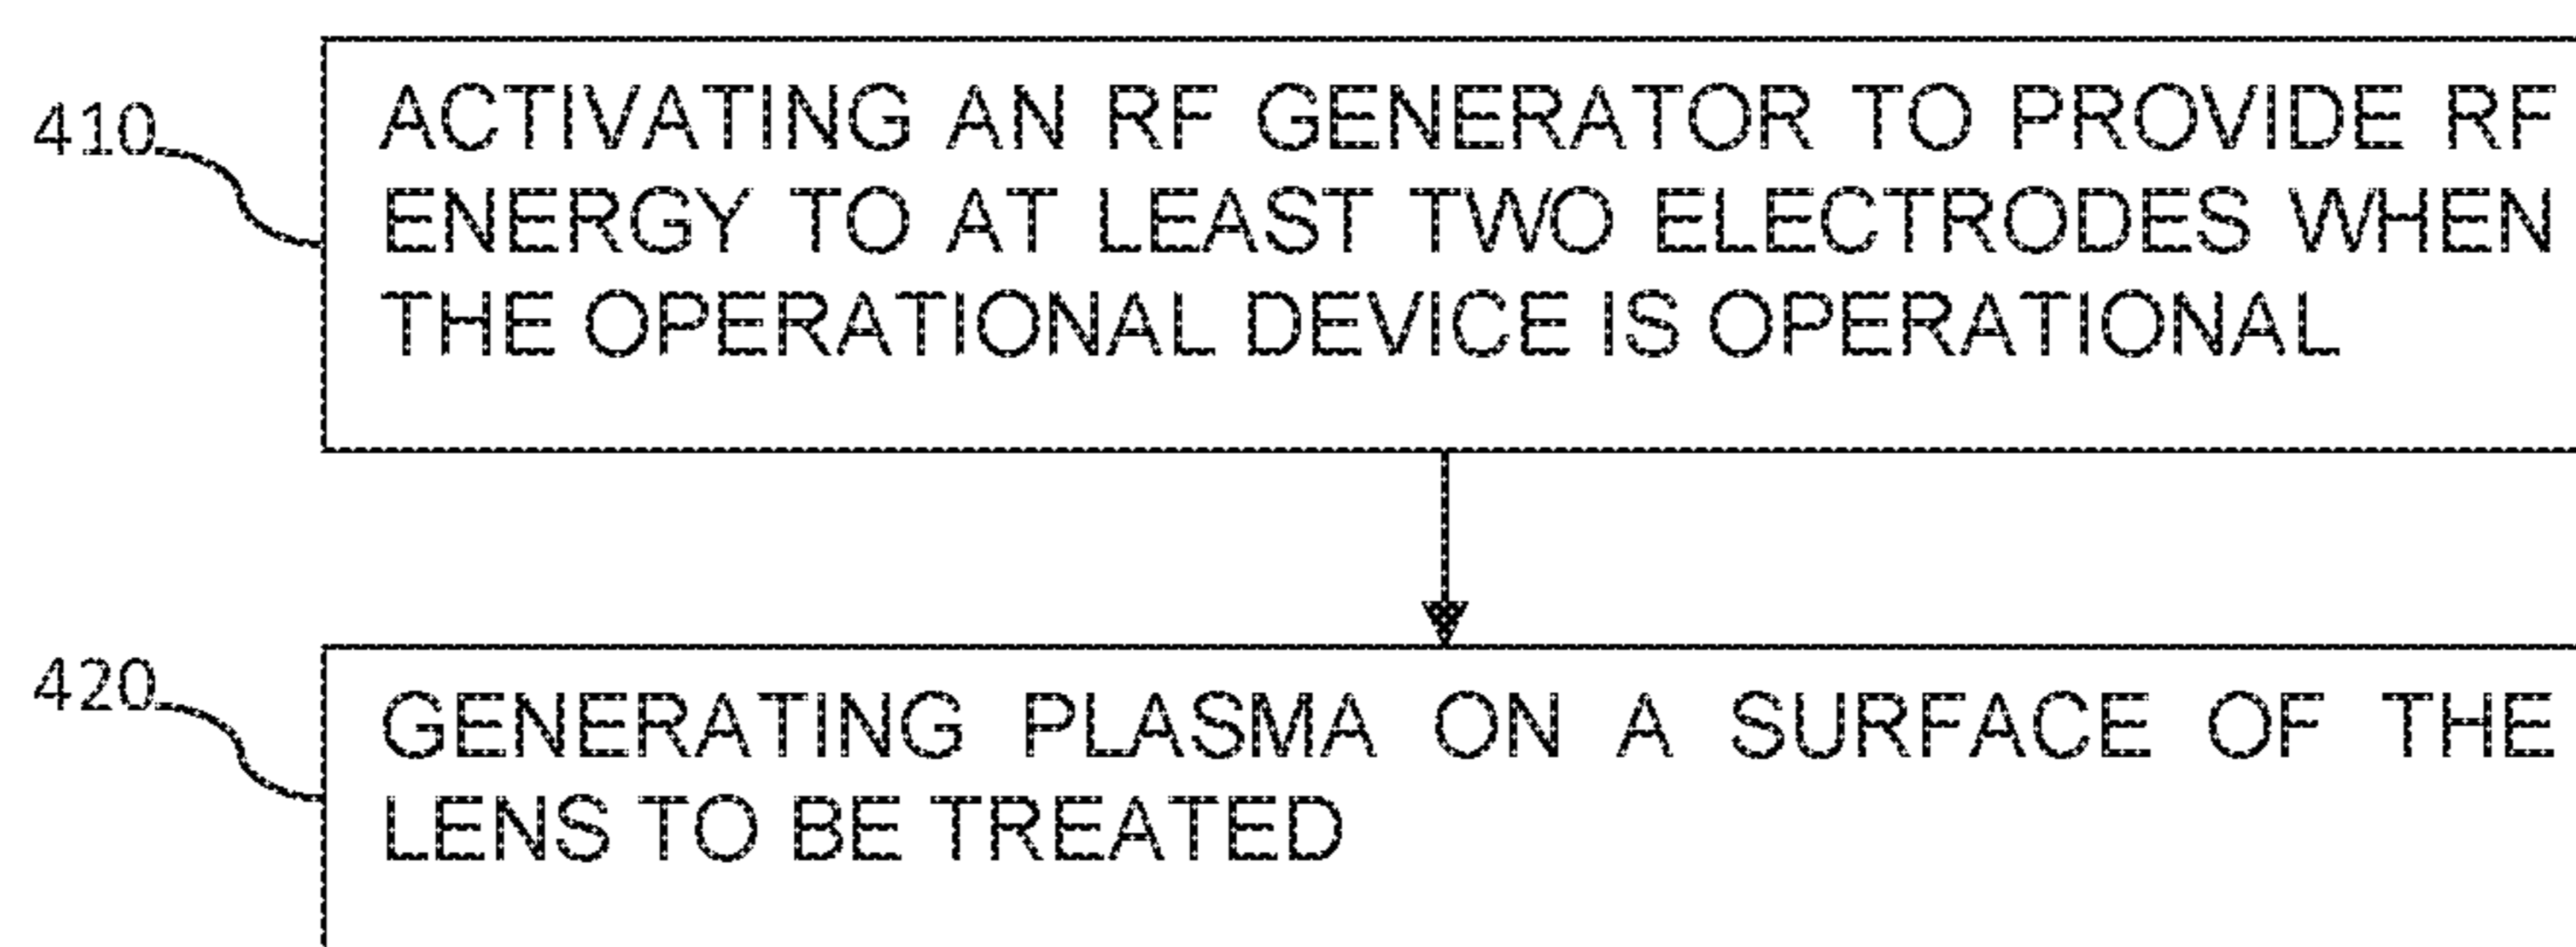 410
ACTIVATING AN RF GENERATOR TO PROVIDE RF
ENERGY TO AT LEAST TWO ELECTRODES WHEN
THE OPERATIONAL DEVICE IS OPERATIONAL
420
GENERATING PLASMA ON A SURFACE OF THE
LENS TO BE TREATED